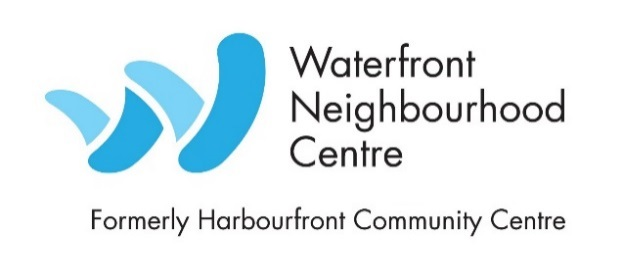 Waterfront
Neighbourhood
Centre
Formerly Harbourfront Community Centre